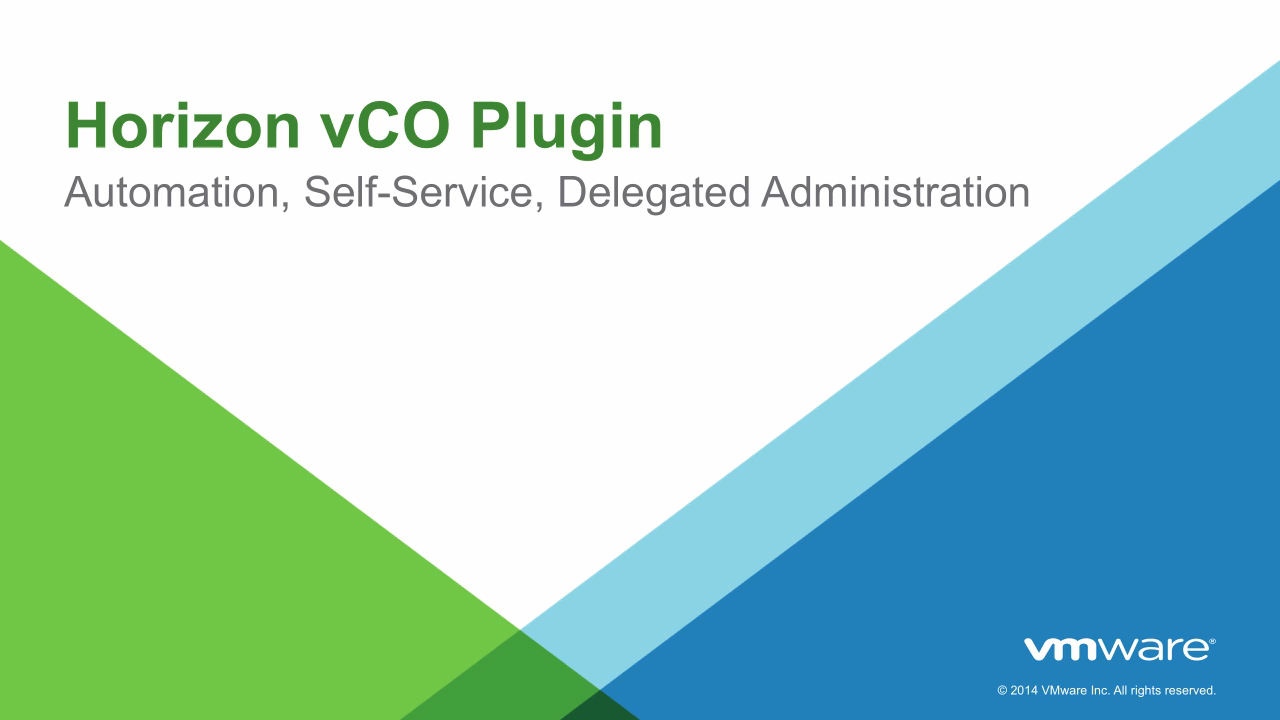 Horizon vCO Plugin
Automation, Self-Service, Delegated Administration
vmware®
© 2014 VMware Inc. All rights reserved.